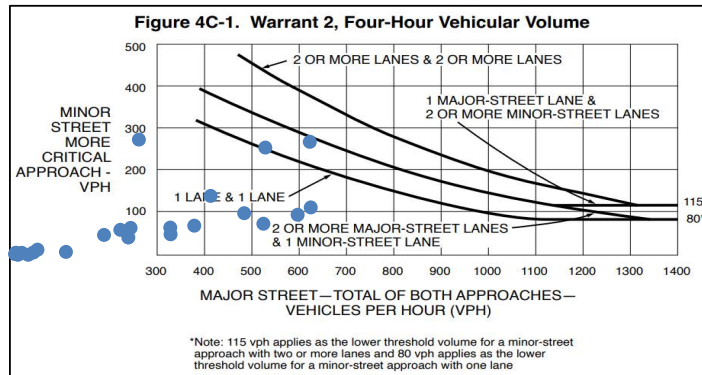 Figure 4C-1. Warrant 2, Four-Hour Vehicular Volume
500
400
300
200
100
MINOR
STREET
MORE
CRITICAL
APPROACH -
VPH
2 OR MORE LANES & 2 OR MORE LANES
1 MAJOR-STREET LANE &
2 OR MORE MINOR-STREET LANES
1 LANE & 1 LANE
2 OR MORE MAJOR-STREET LANES
& 1 MINOR-STREET LANE
115*
80*
300 400 500 600 700 800 900 1000 1100 1200 1300 1400
MAJOR STREET—TOTAL OF BOTH APPROACHES—
VEHICLES PER HOUR (VPH)
*Note: 115 vph applies as the lower threshold volume for a minor-street
approach with two or more lanes and 80 vph applies as the lower
threshold volume for a minor-street approach with one lane